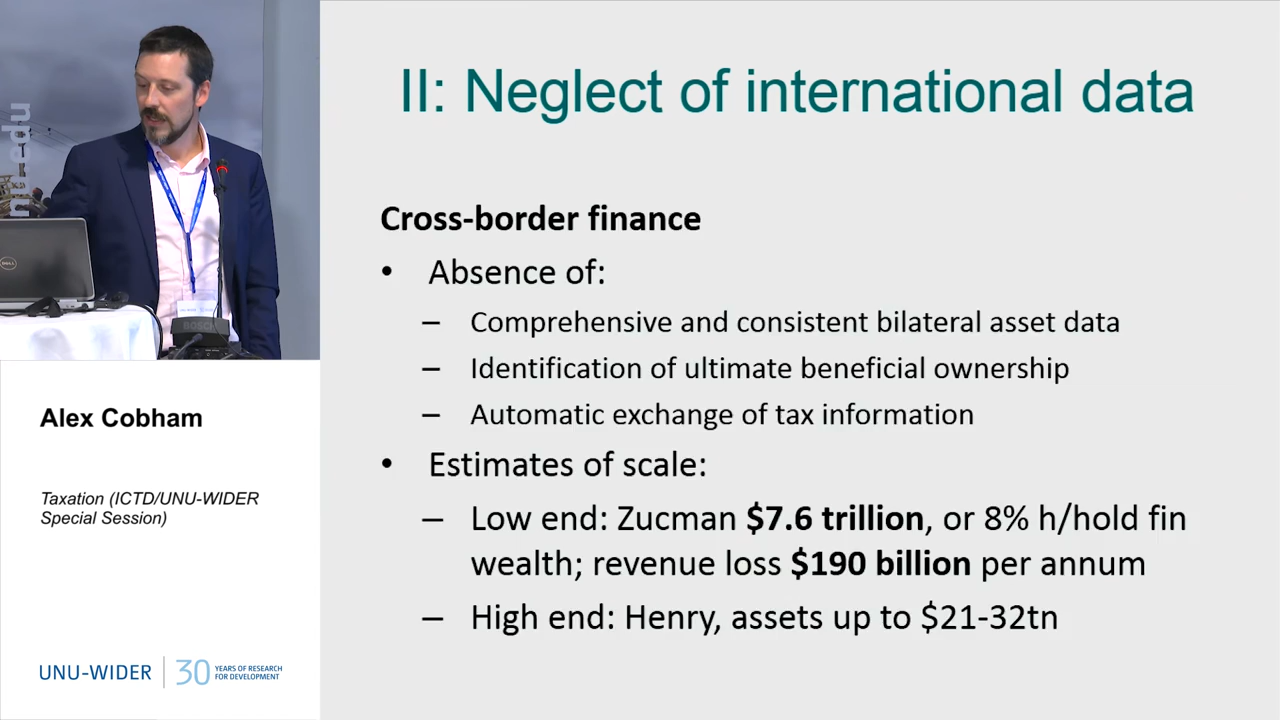 II: Neglect of international data
Cross-border finance
• Absence of:
– Comprehensive and consistent bilateral asset data
– Identification of ultimate beneficial ownership
– Automatic exchange of tax information
• Estimates of scale:
– Low end: Zucman $7.6 trillion, or 8% h/hold fin
wealth; revenue loss $190 billion per annum
– High end: Henry, assets up to $21-32tn
DELL
BOSCH
Alex Cobham
Taxation (ICTD/UNU-WIDER
Special Session)
UNU-WIDER
30 YEARS OF RESEARCH
FOR DEVELOPMENT